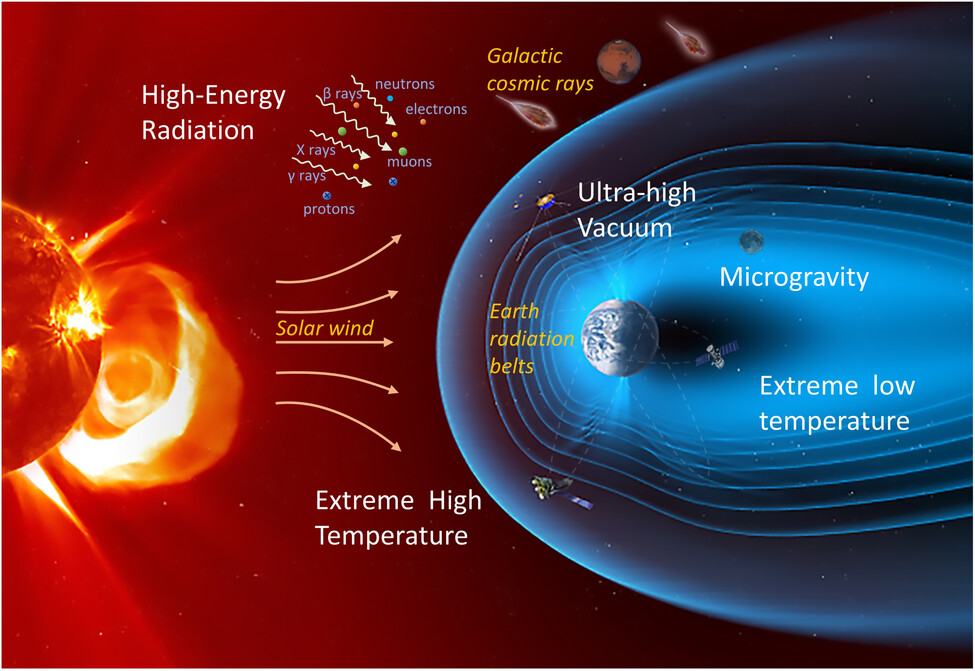 Galactic
cosmic rays
High-Energy
Radiation
β rays
neutrons
electrons
X rays
muons
γ rays
protons
Ultra-high
Vacuum
Microgravity
Solar wind
Earth
radiation
belts
Extreme low
temperature
Extreme High
Temperature